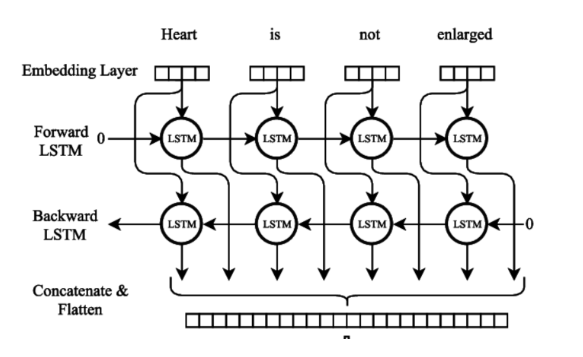 Heart is not enlarged
Embedding Layer
Forward
LSTM
0
LSTM LSTM LSTM LSTM
Backward
LSTM
LSTM LSTM LSTM LSTM
0
Concatenate &
Flatten